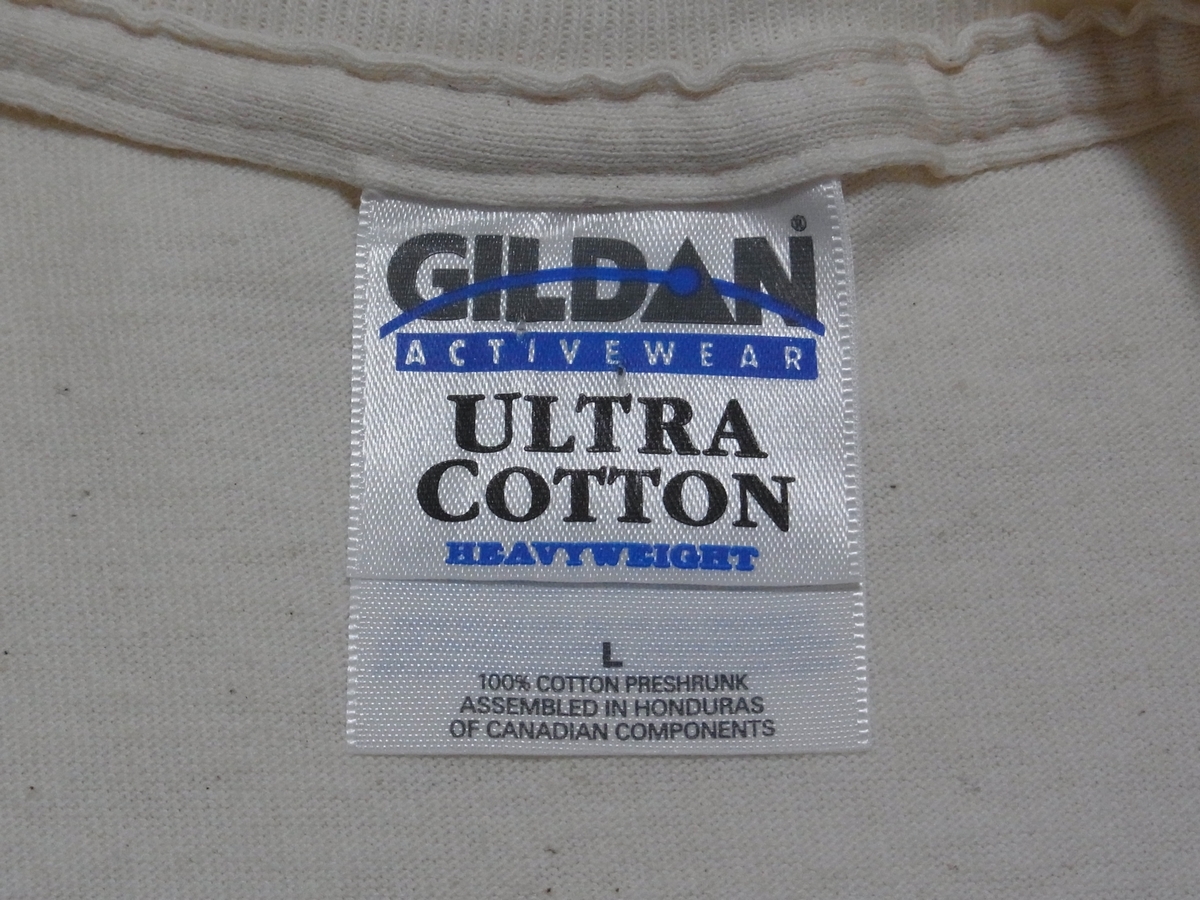 GILDAN®
ACTIVEWEAR
ULTRA
COTTON
HEAVYWEIGHT
L
100% COTTON PRESHRUNK
ASSEMBLED IN HONDURAS
OF CANADIAN COMPONENTS